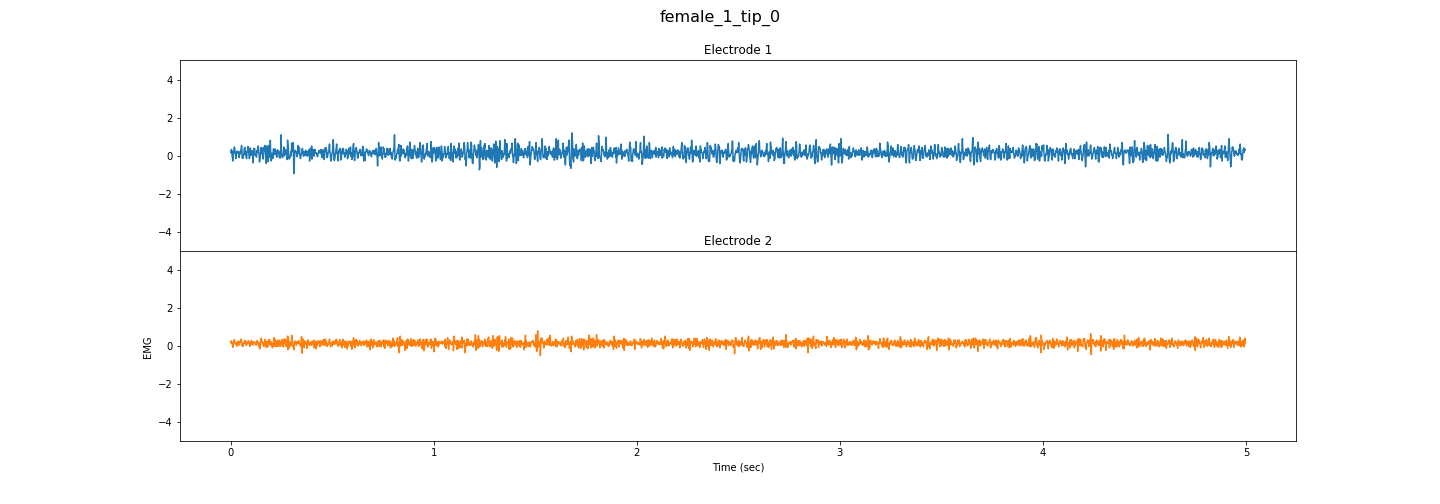 female_1_tip_0
Electrode 1
4
2
0
−2
−4
Electrode 2
4
2
0
−2
−4
EMG
0 1 2 3 4 5
Time (sec)